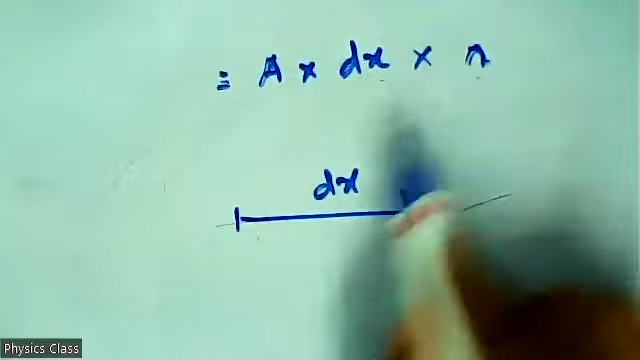 = A x dx x n
dx
Physics Class